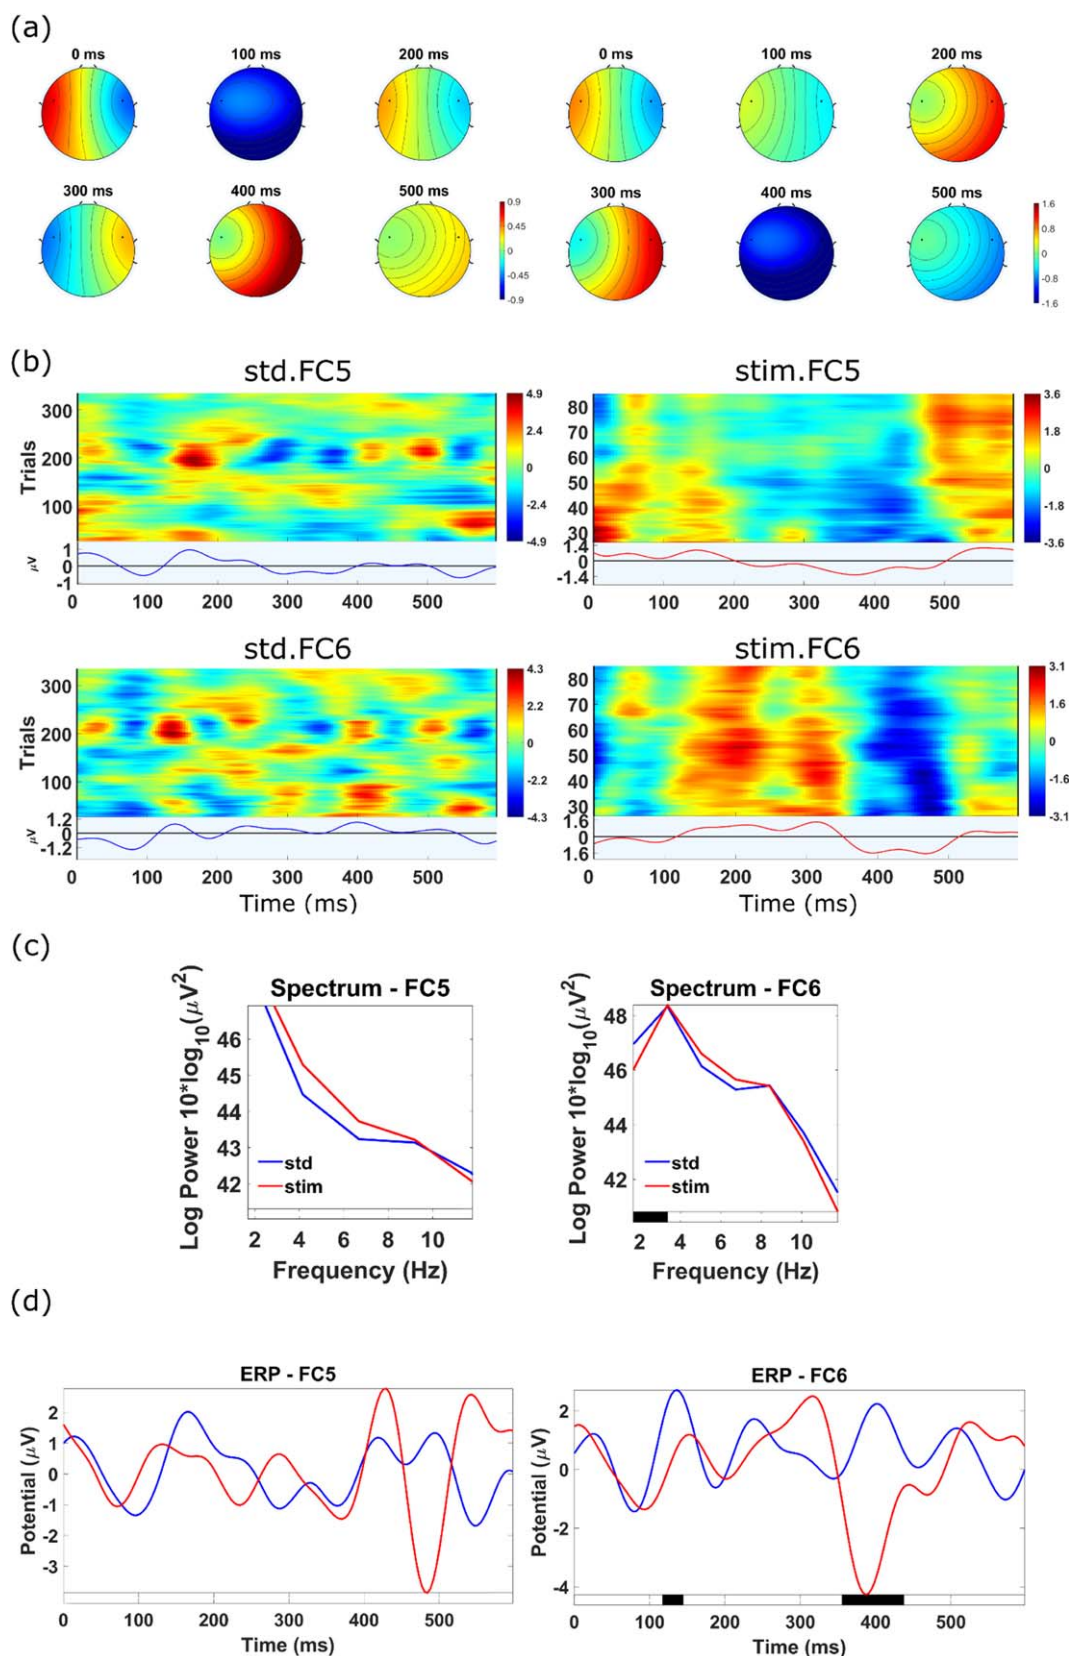 (a)
0 ms 100 ms 200 ms 0 ms 100 ms 200 ms
300 ms 400 ms 500 ms 300 ms 400 ms 500 ms
0.9
0.45
0
-0.45
-0.9
1.6
0.8
0
-0.8
-1.6
(b)
std.FC5
Trials
300
200
100
4.9
2.4
0
-2.4
-4.9
μV
1
0
-1
0 100 200 300 400 500
stim.FC5
80
70
60
50
40
30
3.6
1.8
0
-1.8
-3.6
1.4
0
-1.4
0 100 200 300 400 500
std.FC6
Trials
300
200
100
4.3
2.2
0
-2.2
-4.3
μV
1.2
0
-1.2
0 100 200 300 400 500
Time (ms)
stim.FC6
80
70
60
50
40
30
3.1
1.6
0
-1.6
-3.1
1.6
0
1.6
0 100 200 300 400 500
Time (ms)
(c)
Spectrum - FC5
Log Power 10*log10(μV2)
46
45
44
43
42
std
stim
2 4 6 8 10
Frequency (Hz)
Spectrum - FC6
Log Power 10*log10(μV2)
48
46
44
42
std
stim
2 4 6 8 10
Frequency (Hz)
(d)
ERP - FC5
Potential (μV)
2
1
0
-1
-2
-3
0 100 200 300 400 500
Time (ms)
ERP - FC6
Potential (μV)
2
0
-2
-4
0 100 200 300 400 500
Time (ms)